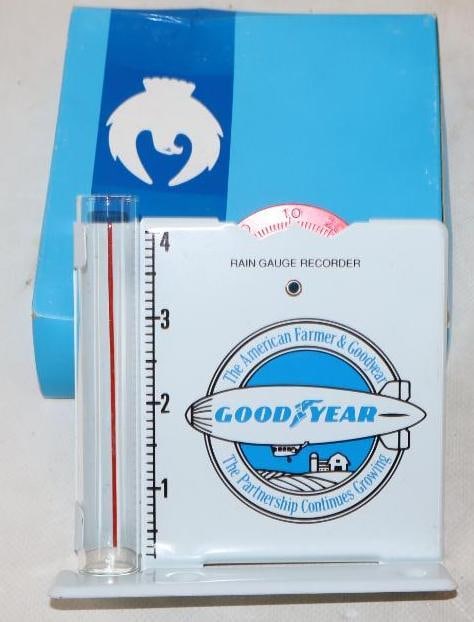 10
4
RAIN GAUGE RECORDER
3
The American Farmer & Goodyear
2
GOODYEAR
The Partnership Continues Growing
1